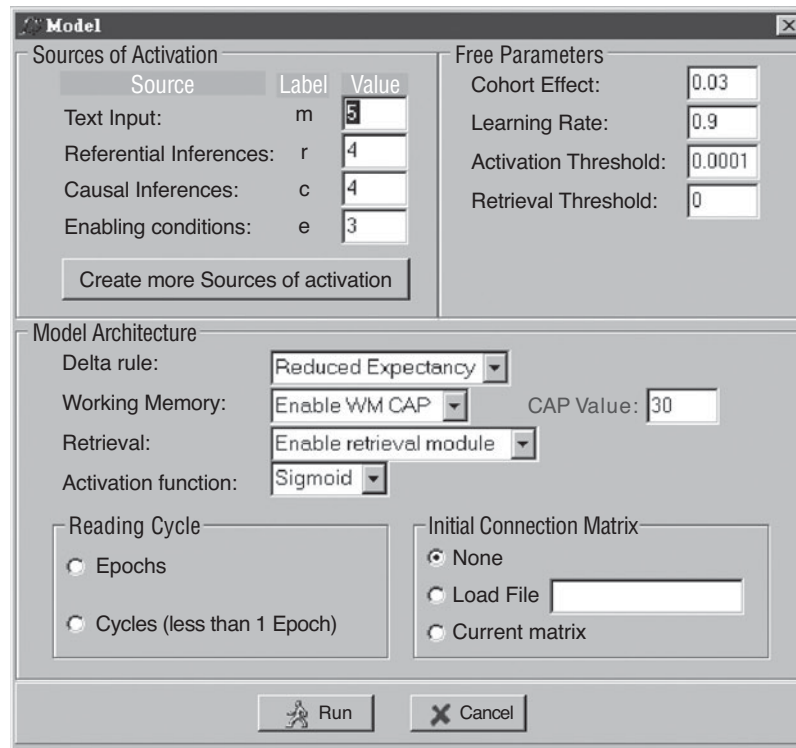 Model
Sources of Activation
Source Label Value
Text Input: m 5
Referential Inferences: r 4
Causal Inferences: c 4
Enabling conditions: e 3
Create more Sources of activation
Free Parameters
Cohort Effect: 0.03
Learning Rate: 0.9
Activation Threshold: 0.0001
Retrieval Threshold: 0
Model Architecture
Delta rule: Reduced Expectancy
Working Memory: Enable WM CAP CAP Value: 30
Retrieval: Enable retrieval module
Activation function: Sigmoid
Reading Cycle
Epochs
Cycles (less than 1 Epoch)
Initial Connection Matrix
None
Load File
Current matrix
Run Cancel